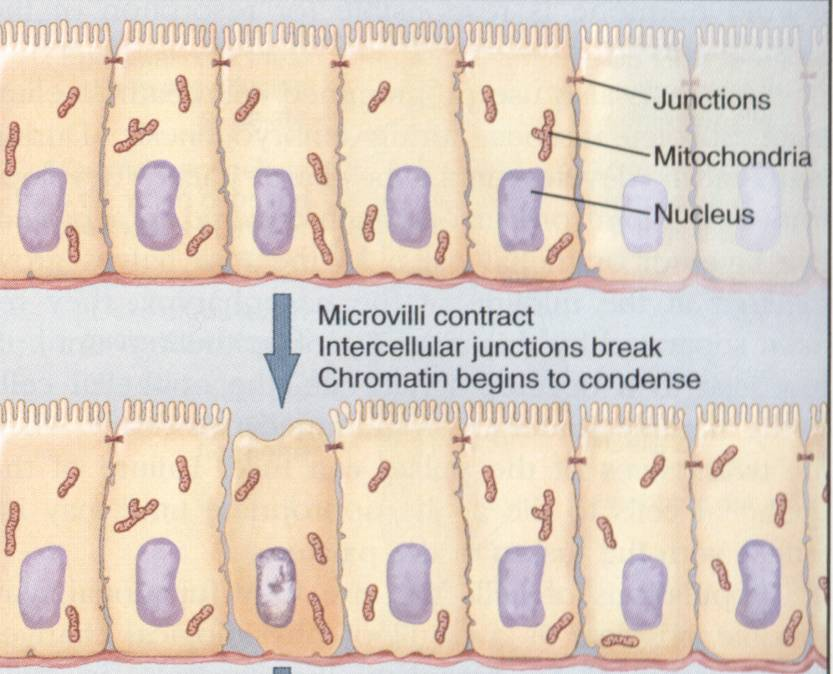 Junctions
Mitochondria
Nucleus
Microvilli contract
Intercellular junctions break
Chromatin begins to condense